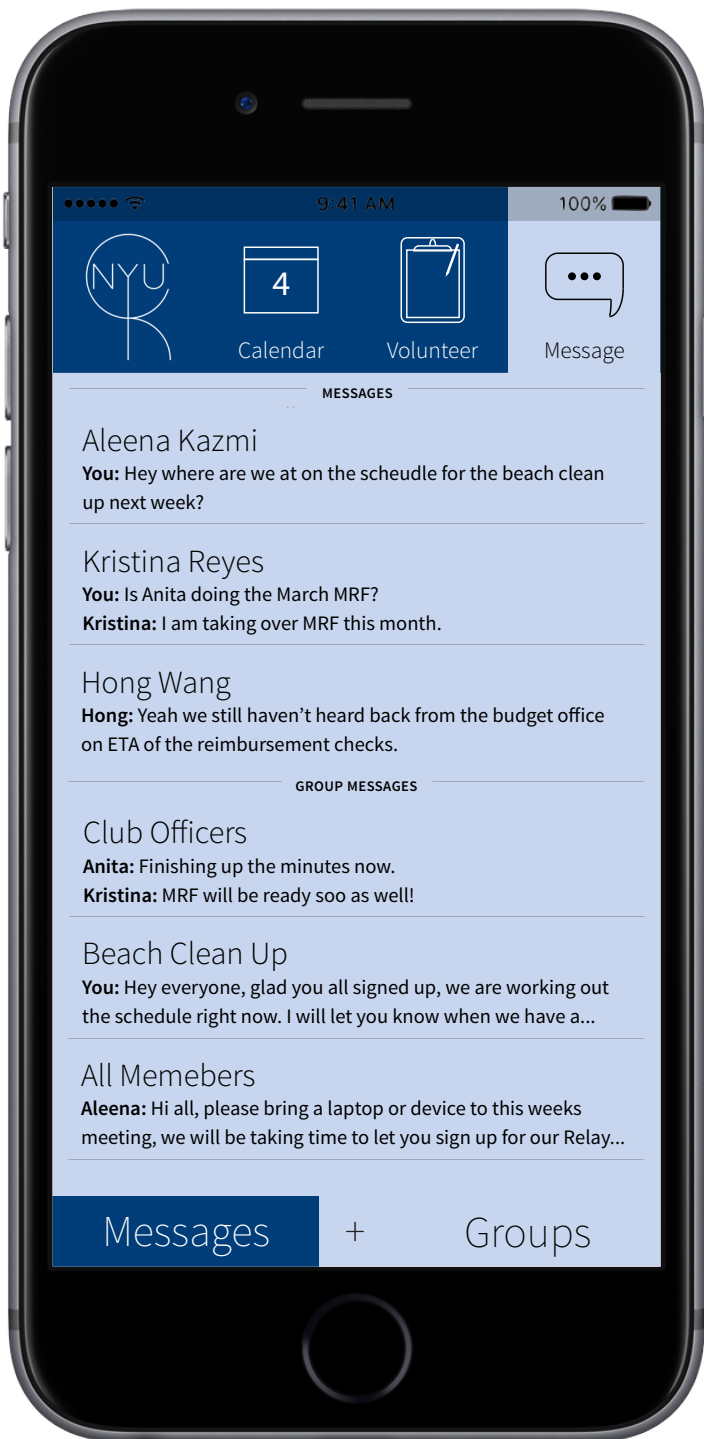 9:41 AM 100%
NYU
4
Calendar Volunteer Message
MESSAGES
Aleena Kazmi
You: Hey where are we at on the scheudle for the beach clean
up next week?
Kristina Reyes
You: Is Anita doing the March MRF?
Kristina: I am taking over MRF this month.
Hong Wang
Hong: Yeah we still haven’t heard back from the budget office
on ETA of the reimbursement checks.
GROUP MESSAGES
Club Officers
Anita: Finishing up the minutes now.
Kristina: MRF will be ready soo as well!
Beach Clean Up
You: Hey everyone, glad you all signed up, we are working out
the schedule right now. I will let you know when we have a...
All Memebers
Aleena: Hi all, please bring a laptop or device to this weeks
meeting, we will be taking time to let you sign up for our Relay...
Messages + Groups